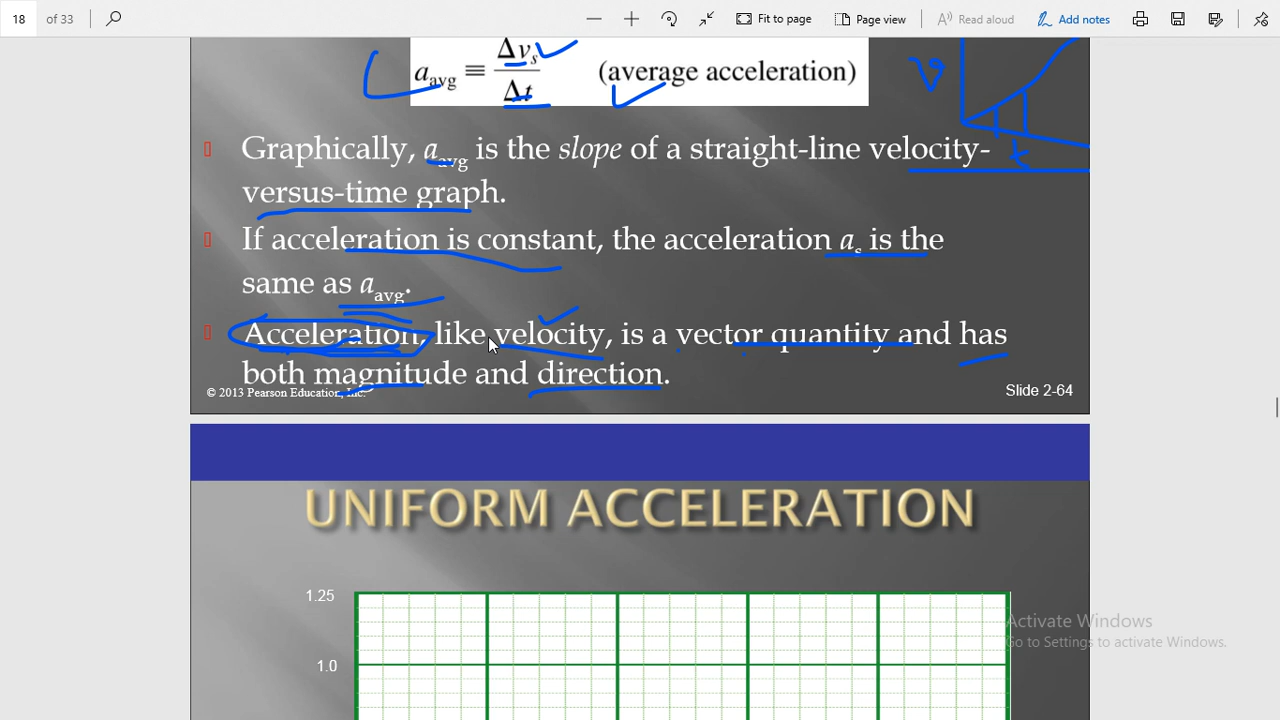 18 of 33
Fit to page
Page view
Read aloud
Add notes
a_avg ≡ Δv_s / Δt (average acceleration)
v
t
Graphically, a_avg is the slope of a straight-line velocity-
versus-time graph.
If acceleration is constant, the acceleration a_s is the
same as a_avg.
Acceleration, like velocity, is a vector quantity and has
both magnitude and direction.
© 2013 Pearson Education, Inc.
Slide 2-64
UNIFORM ACCELERATION
1.25
1.0
Activate Windows
Go to Settings to activate Windows.